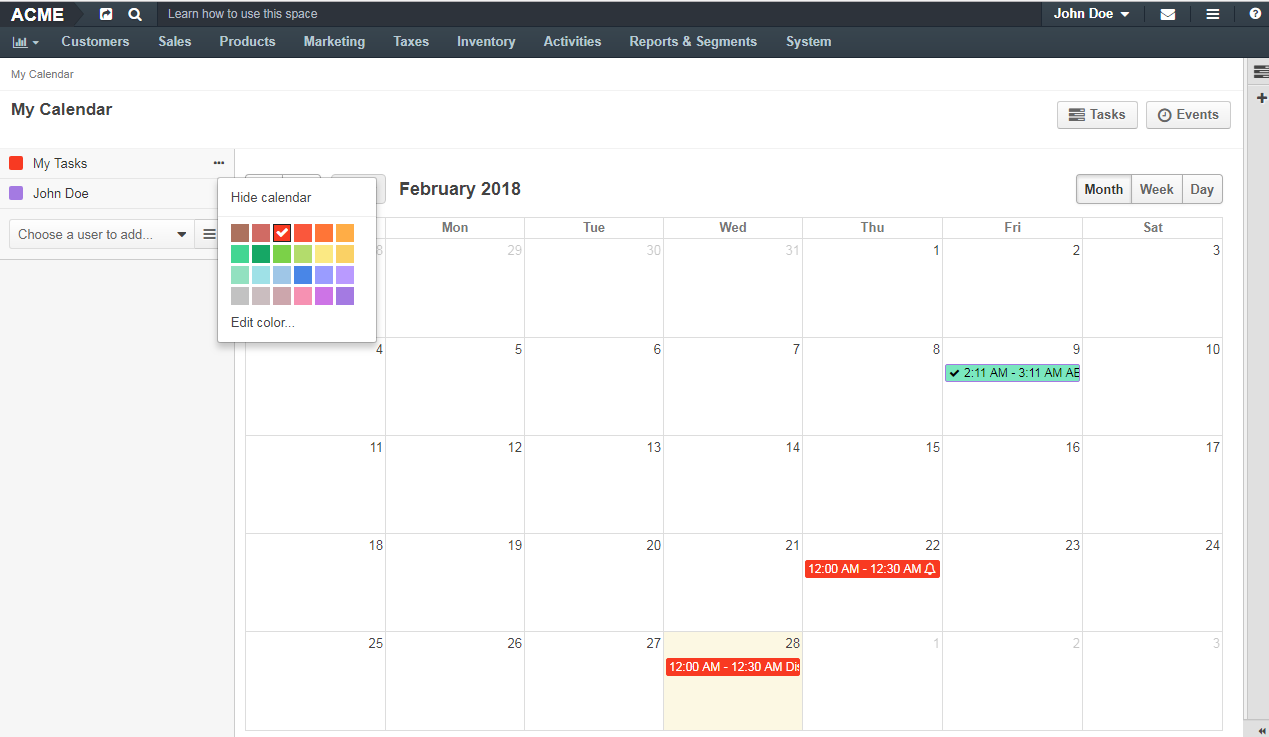 ACME Learn how to use this space John Doe
Customers Sales Products Marketing Taxes Inventory Activities Reports & Segments System
My Calendar
My Calendar
Tasks Events
My Tasks
John Doe
Choose a user to add...
Hide calendar
Edit color...
February 2018
Month Week Day
Mon Tue Wed Thu Fri Sat
8 29 30 31 1 2 3
4 5 6 7 8 9 10
2:11 AM - 3:11 AM AB
11 12 13 14 15 16 17
18 19 20 21 22 23 24
12:00 AM - 12:30 AM
25 26 27 28 1 2 3
12:00 AM - 12:30 AM Dis